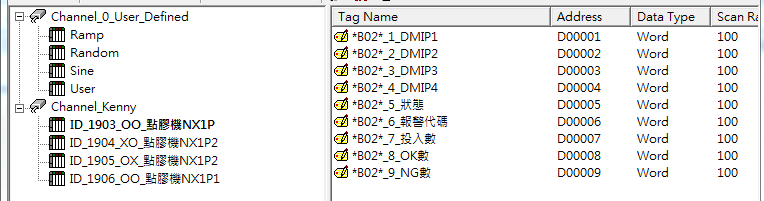 Channel_0_User_Defined
Ramp
Random
Sine
User
Channel_Kenny
ID_1903_OO_點膠機NX1P
ID_1904_XO_點膠機NX1P2
ID_1905_OX_點膠機NX1P2
ID_1906_OO_點膠機NX1P1
Tag Name Address Data Type Scan Ra
*B02*_1_DMIP1 D00001 Word 100
*B02*_2_DMIP2 D00002 Word 100
*B02*_3_DMIP3 D00003 Word 100
*B02*_4_DMIP4 D00004 Word 100
*B02*_5_狀態 D00005 Word 100
*B02*_6_報警代碼 D00006 Word 100
*B02*_7_投入數 D00007 Word 100
*B02*_8_OK數 D00008 Word 100
*B02*_9_NG數 D00009 Word 100